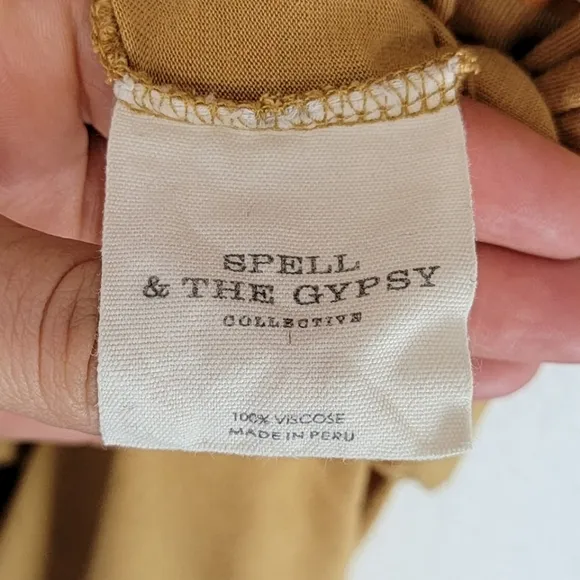 SPELL
& THE GYPSY
COLLECTIVE
100% VISCOSE
MADE IN PERU